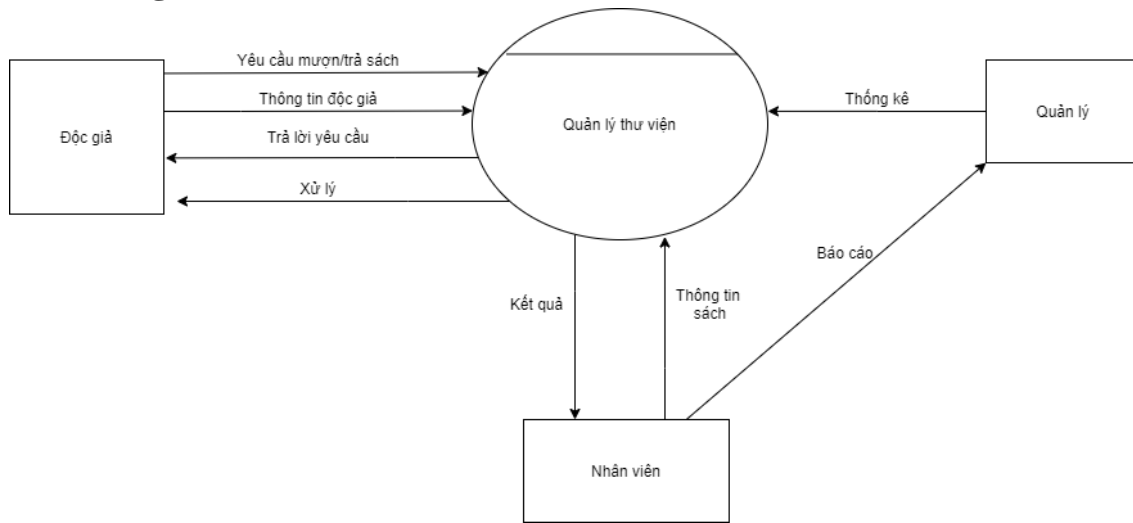 Yêu cầu mượn/trả sách
Thông tin độc giả
Trả lời yêu cầu
Xử lý
Độc giả
Quản lý thư viện
Thống kê
Quản lý
Báo cáo
Kết quả
Thông tin
sách
Nhân viên